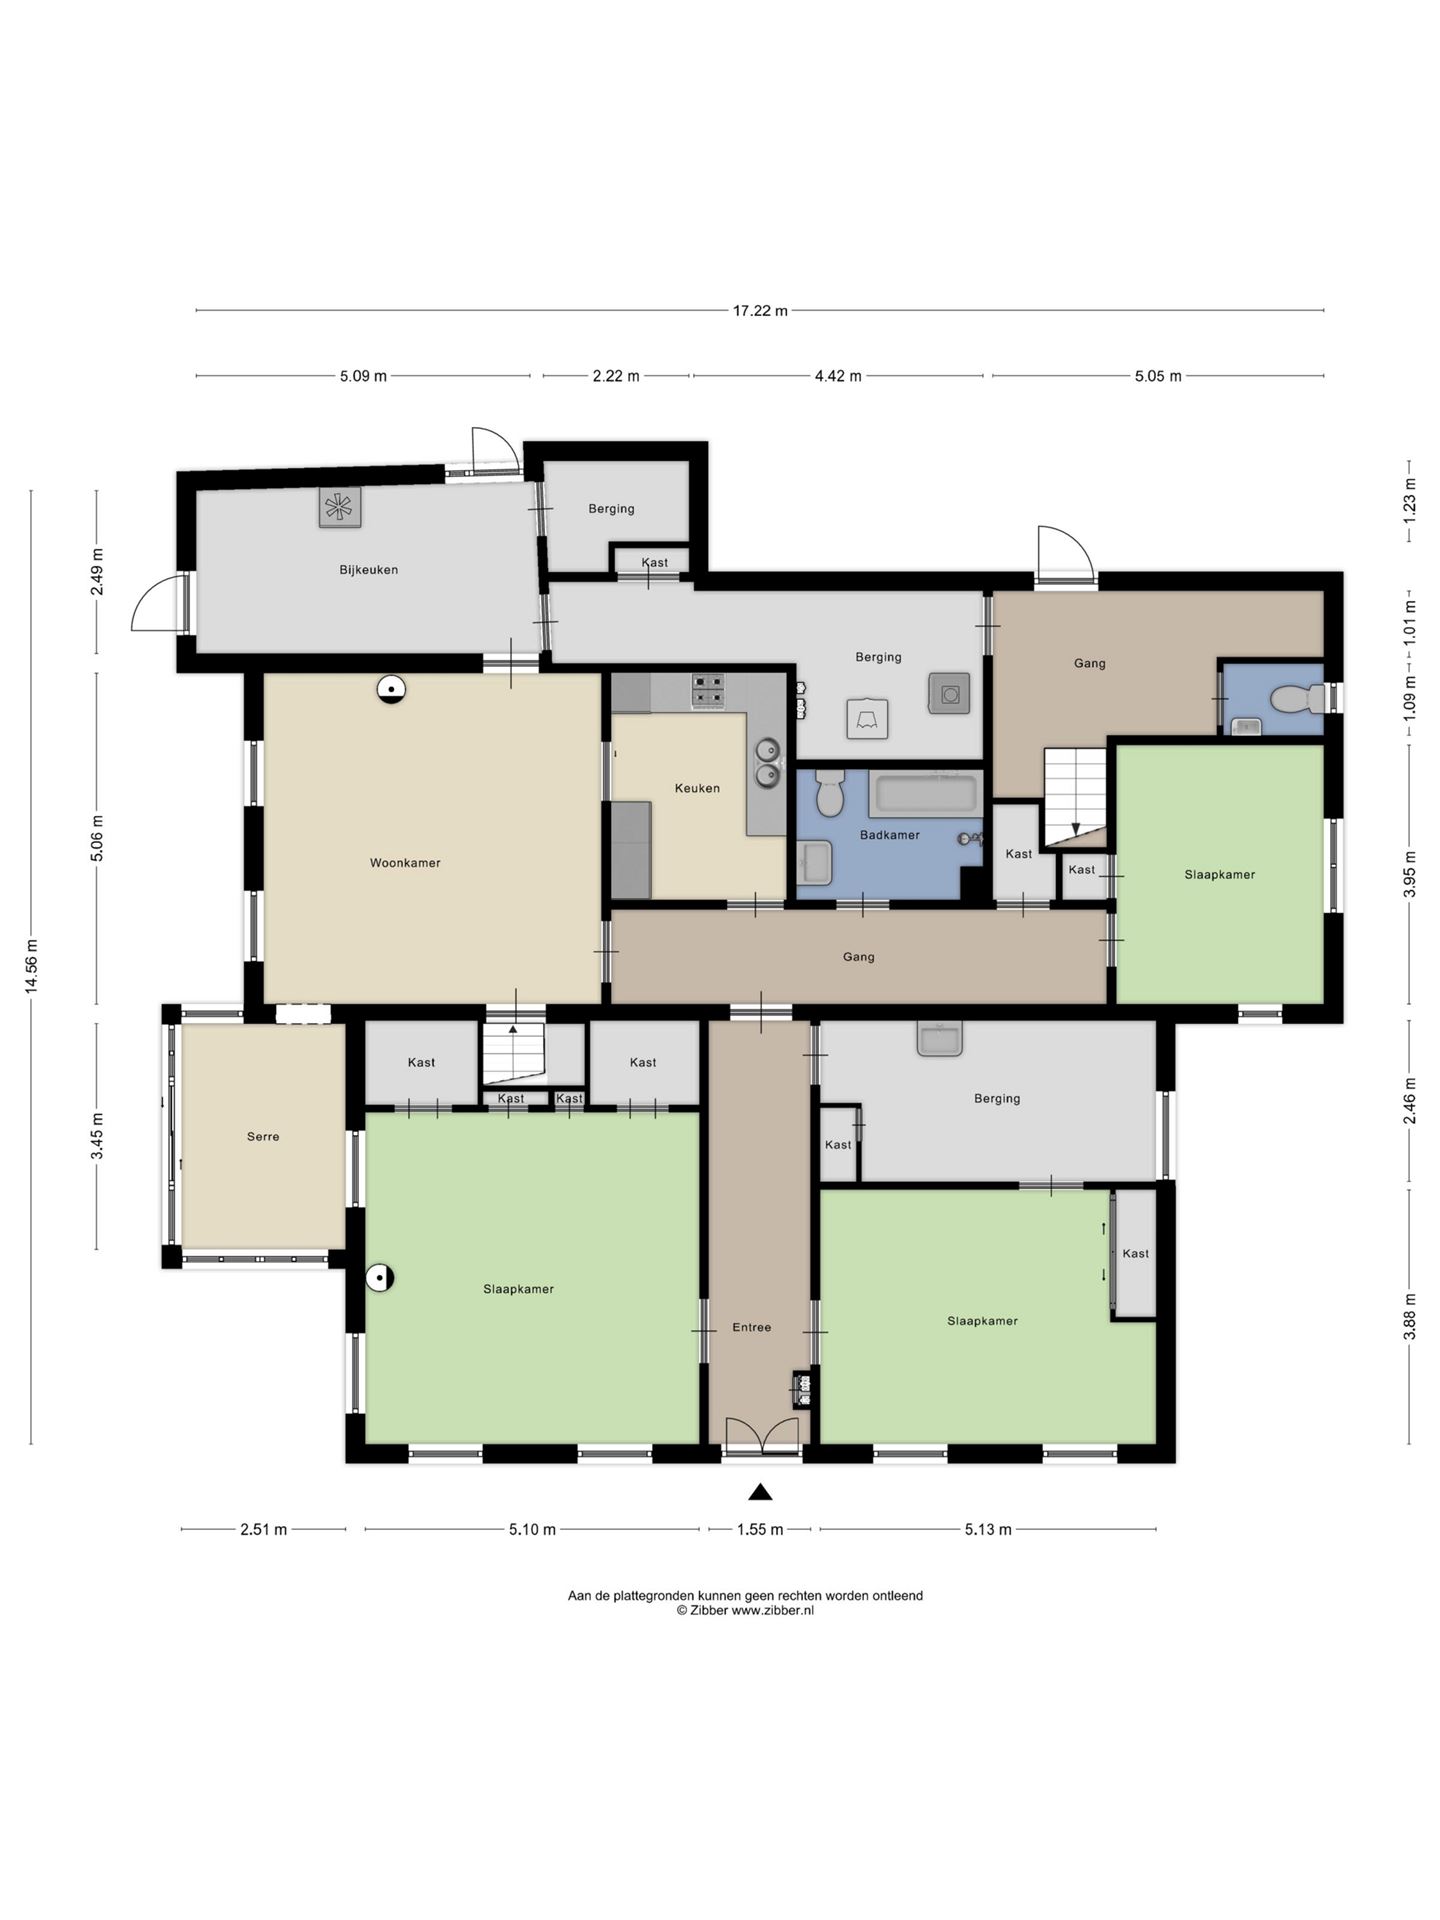 17.22 m
5.09 m
2.22 m
4.42 m
5.05 m
1.23 m
Berging
Kast
Bijkeuken
2.49 m
1.01 m
Berging
Gang
1.09 m
Keuken
5.06 m
Badkamer
Woonkamer
Kast
Kast
Slaapkamer
3.95 m
14.56 m
Gang
Kast
Kast
Kast
Kast
Berging
2.46 m
Serre
3.45 m
Kast
Kast
Slaapkamer
Entree
Slaapkamer
3.88 m
2.51 m
5.10 m
1.55 m
5.13 m
Aan de plattegronden kunnen geen rechten worden ontleend
© Zibber www.zibber.nl